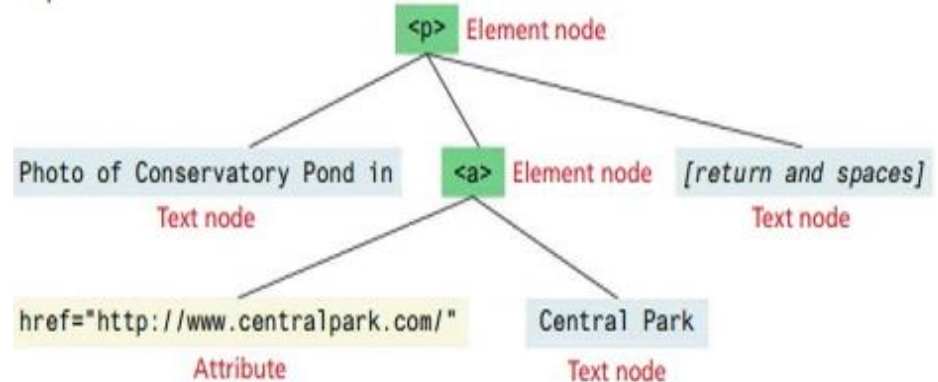 <p> Element node
Photo of Conservatory Pond in <a> Element node [return and spaces]
Text node Text node
href="http://www.centralpark.com/" Central Park
Attribute Text node